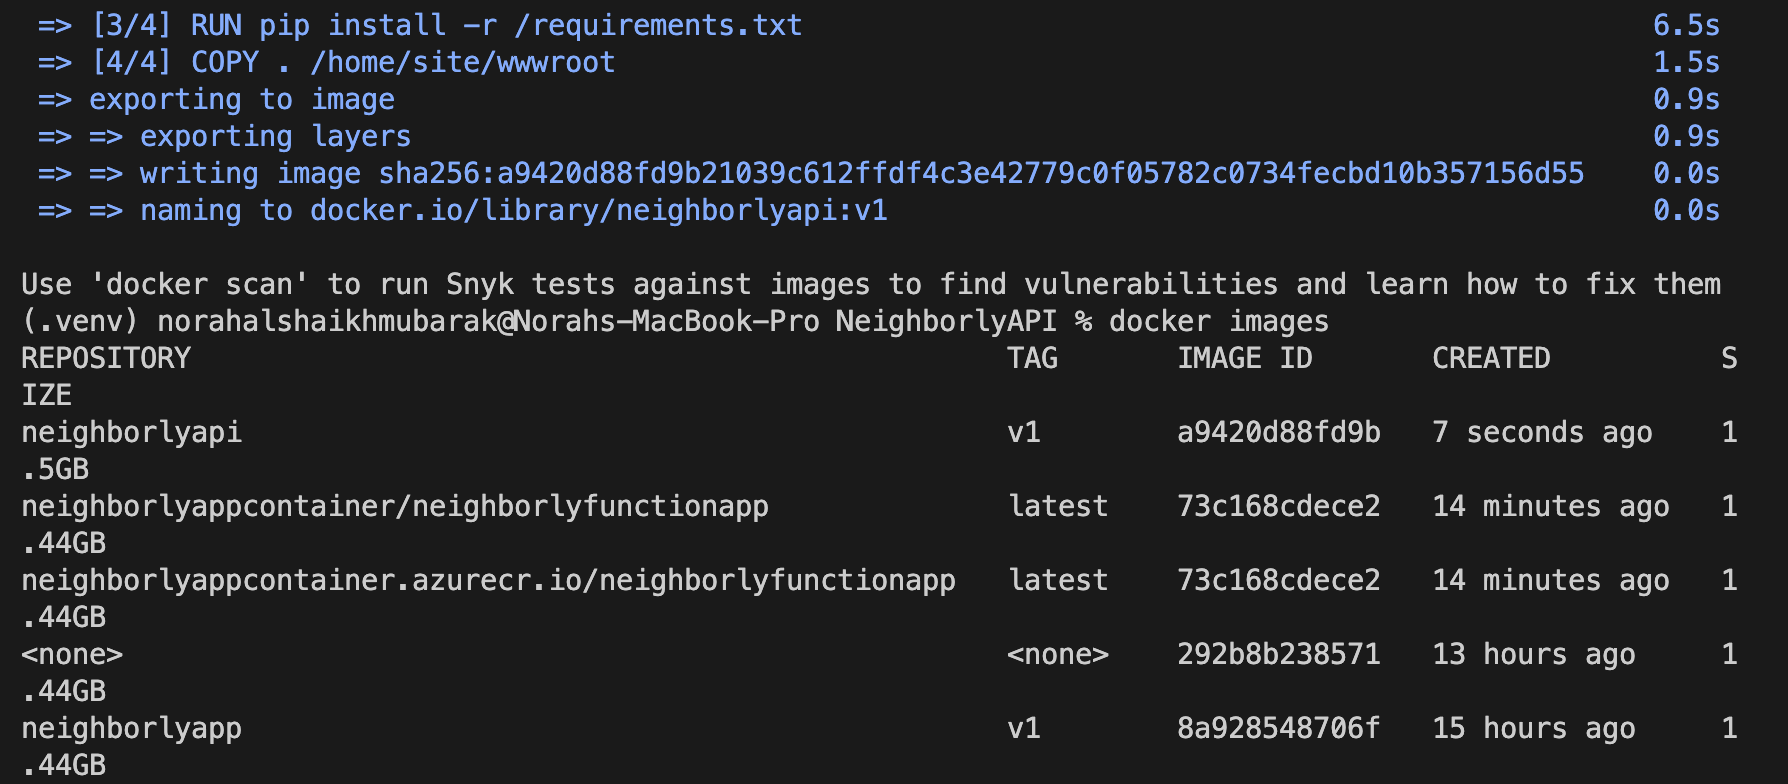 => [3/4] RUN pip install -r /requirements.txt 6.5s
=> [4/4] COPY . /home/site/wwwroot 1.5s
=> exporting to image 0.9s
=> => exporting layers 0.9s
=> => writing image sha256:a9420d88fd9b21039c612ffdf4c3e42779c0f05782c0734fecbd10b357156d55 0.0s
=> => naming to docker.io/library/neighborlyapi:v1 0.0s
Use 'docker scan' to run Snyk tests against images to find vulnerabilities and learn how to fix them
(.venv) norahalshaikhmubarak@Norahs-MacBook-Pro NeighborlyAPI % docker images
REPOSITORY TAG IMAGE ID CREATED S
IZE
neighborlyapi v1 a9420d88fd9b 7 seconds ago 1
.5GB
neighborlyappcontainer/neighborlyfunctionapp latest 73c168cdece2 14 minutes ago 1
.44GB
neighborlyappcontainer.azurecr.io/neighborlyfunctionapp latest 73c168cdece2 14 minutes ago 1
.44GB
<none> <none> 292b8b238571 13 hours ago 1
.44GB
neighborlyapp v1 8a928548706f 15 hours ago 1
.44GB